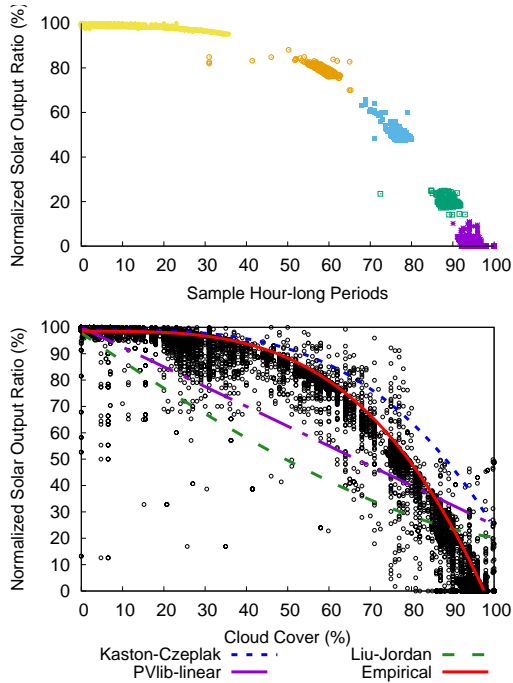 Normalized Solar Output Ratio (%)
100
80
60
40
20
0
0 10 20 30 40 50 60 70 80 90 100
Sample Hour-long Periods
Normalized Solar Output Ratio (%)
100
90
80
70
60
50
40
30
20
10
0
0 10 20 30 40 50 60 70 80 90 100
Cloud Cover (%)
Kaston-Czeplak
Liu-Jordan
PVlib-linear
Empirical